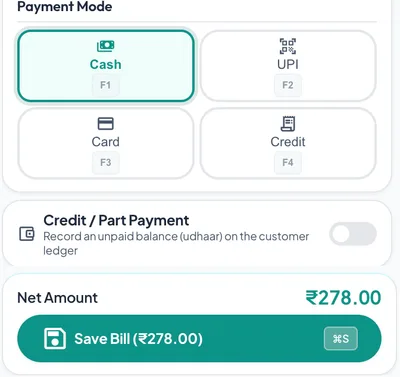 Payment Mode
Cash
F1
UPI
F2
Card
F3
Credit
F4
Credit / Part Payment
Record an unpaid balance (udhaar) on the customer
ledger
Net Amount
₹278.00
Save Bill (₹278.00)
⌘S